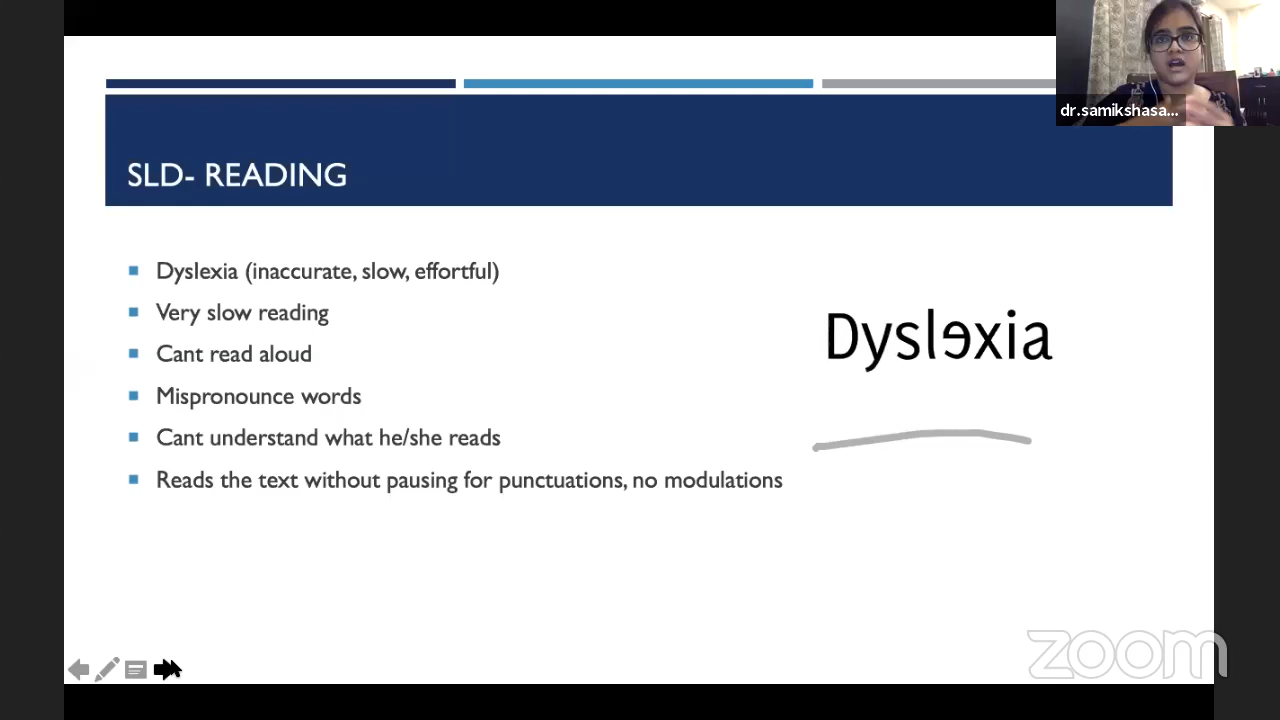 dr.samikshasa...
SLD- READING
Dyslexia (inaccurate, slow, effortful)
Very slow reading
Cant read aloud
Mispronounce words
Cant understand what he/she reads
Reads the text without pausing for punctuations, no modulations
Dyslexia
zoom